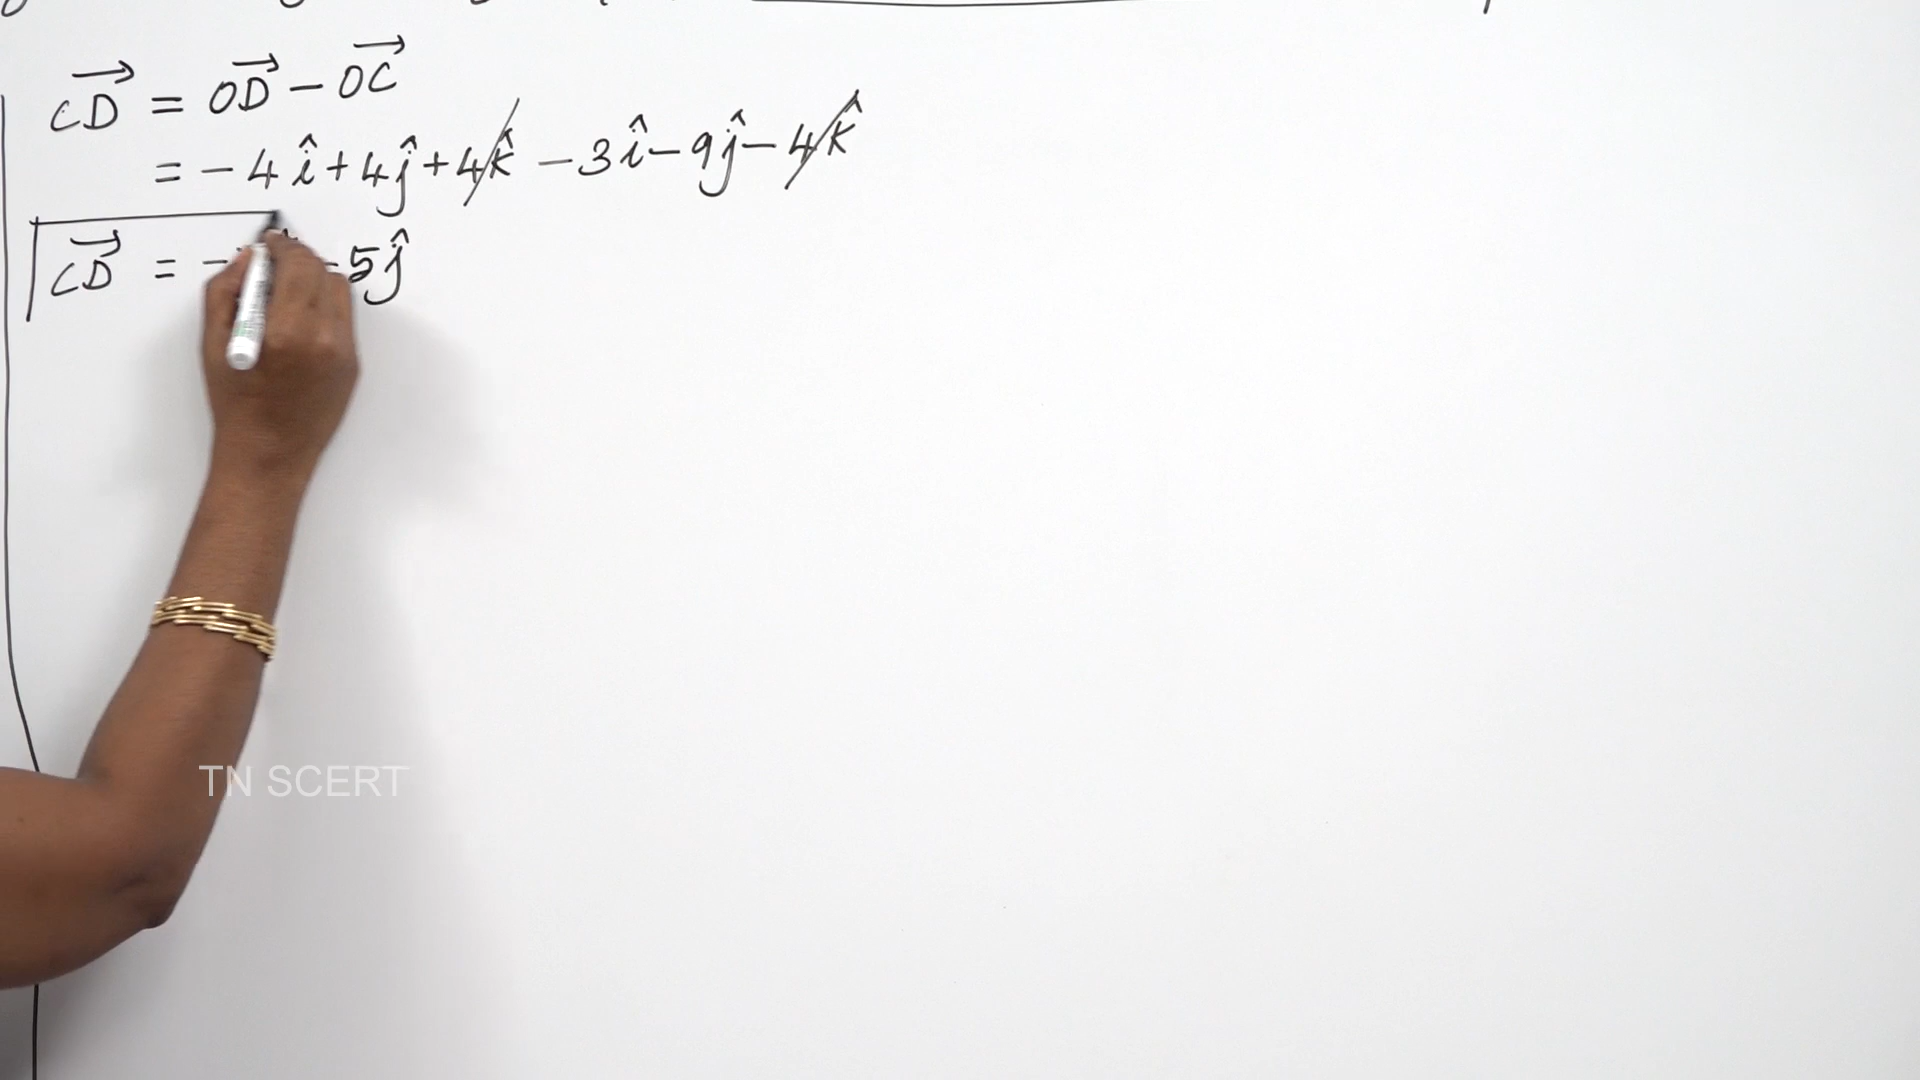 CD⃗ = OD⃗ − OC⃗
= −4î + 4ĵ + 4k̂ − 3î − 9ĵ − 4k̂
CD⃗ = − −5ĵ
TN SCERT